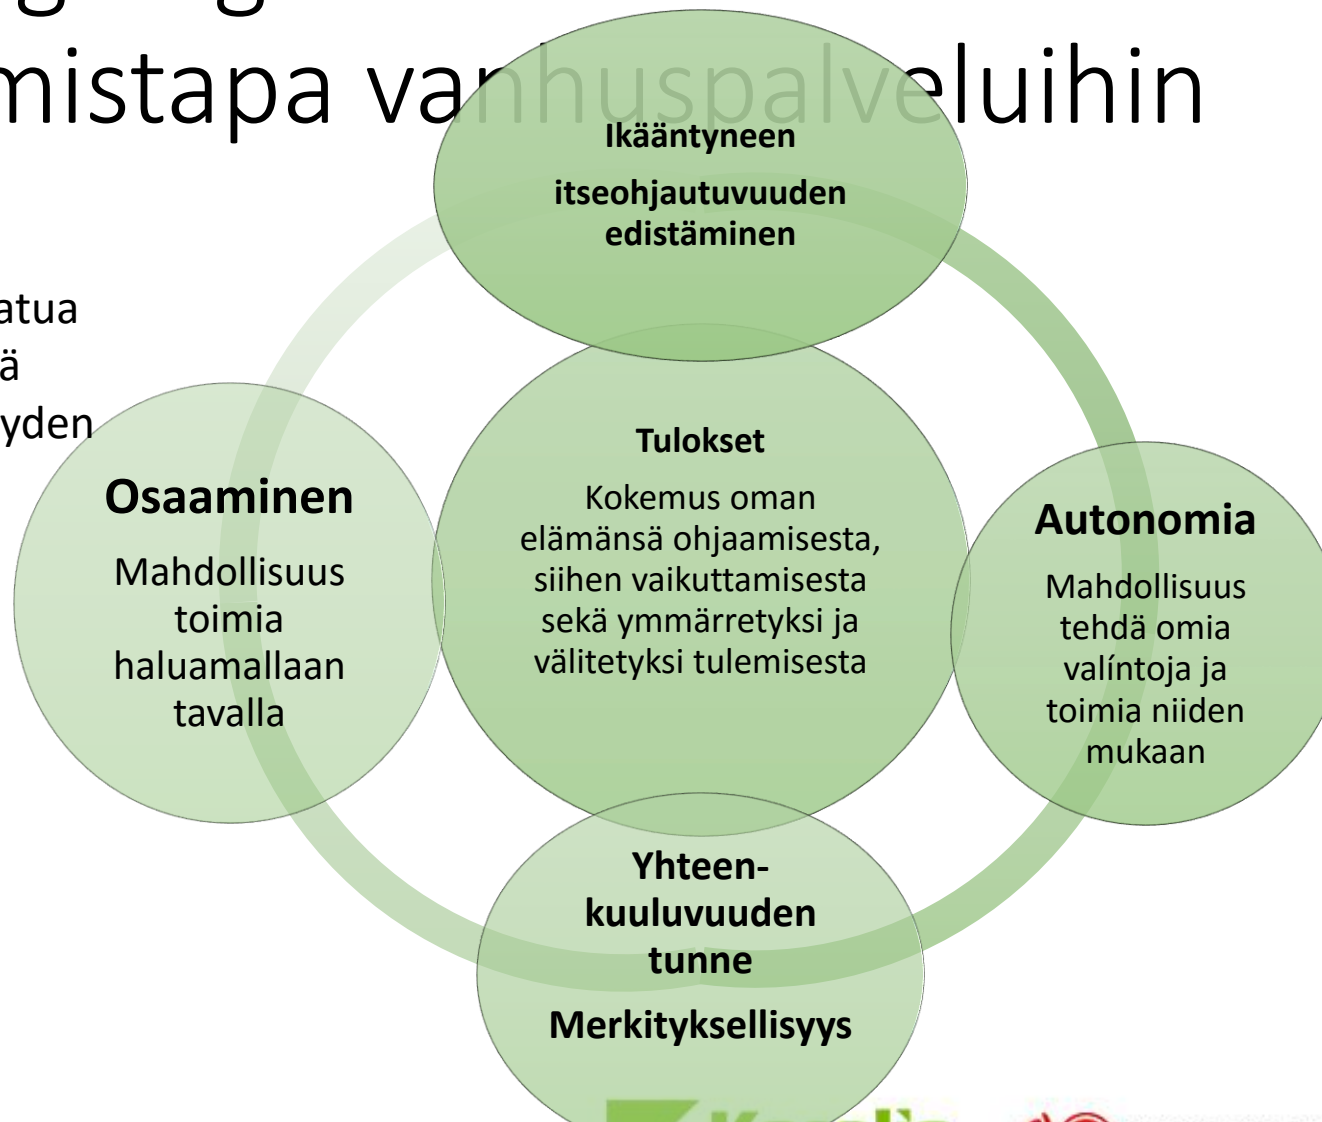 mistapa vanhuspalveluihin
Ikääntyneen
itseohjautuvuuden
edistäminen
atua
ä
yden
Tulokset
Kokemus oman
elämänsä ohjaamisesta,
siihen vaikuttamisesta
sekä ymmärretyksi ja
välitetyksi tulemisesta
Osaaminen
Mahdollisuus
toimia
haluamallaan
tavalla
Autonomia
Mahdollisuus
tehdä omia
valíntoja ja
toimia niiden
mukaan
Yhteen-
kuuluvuuden
tunne
Merkityksellisyys